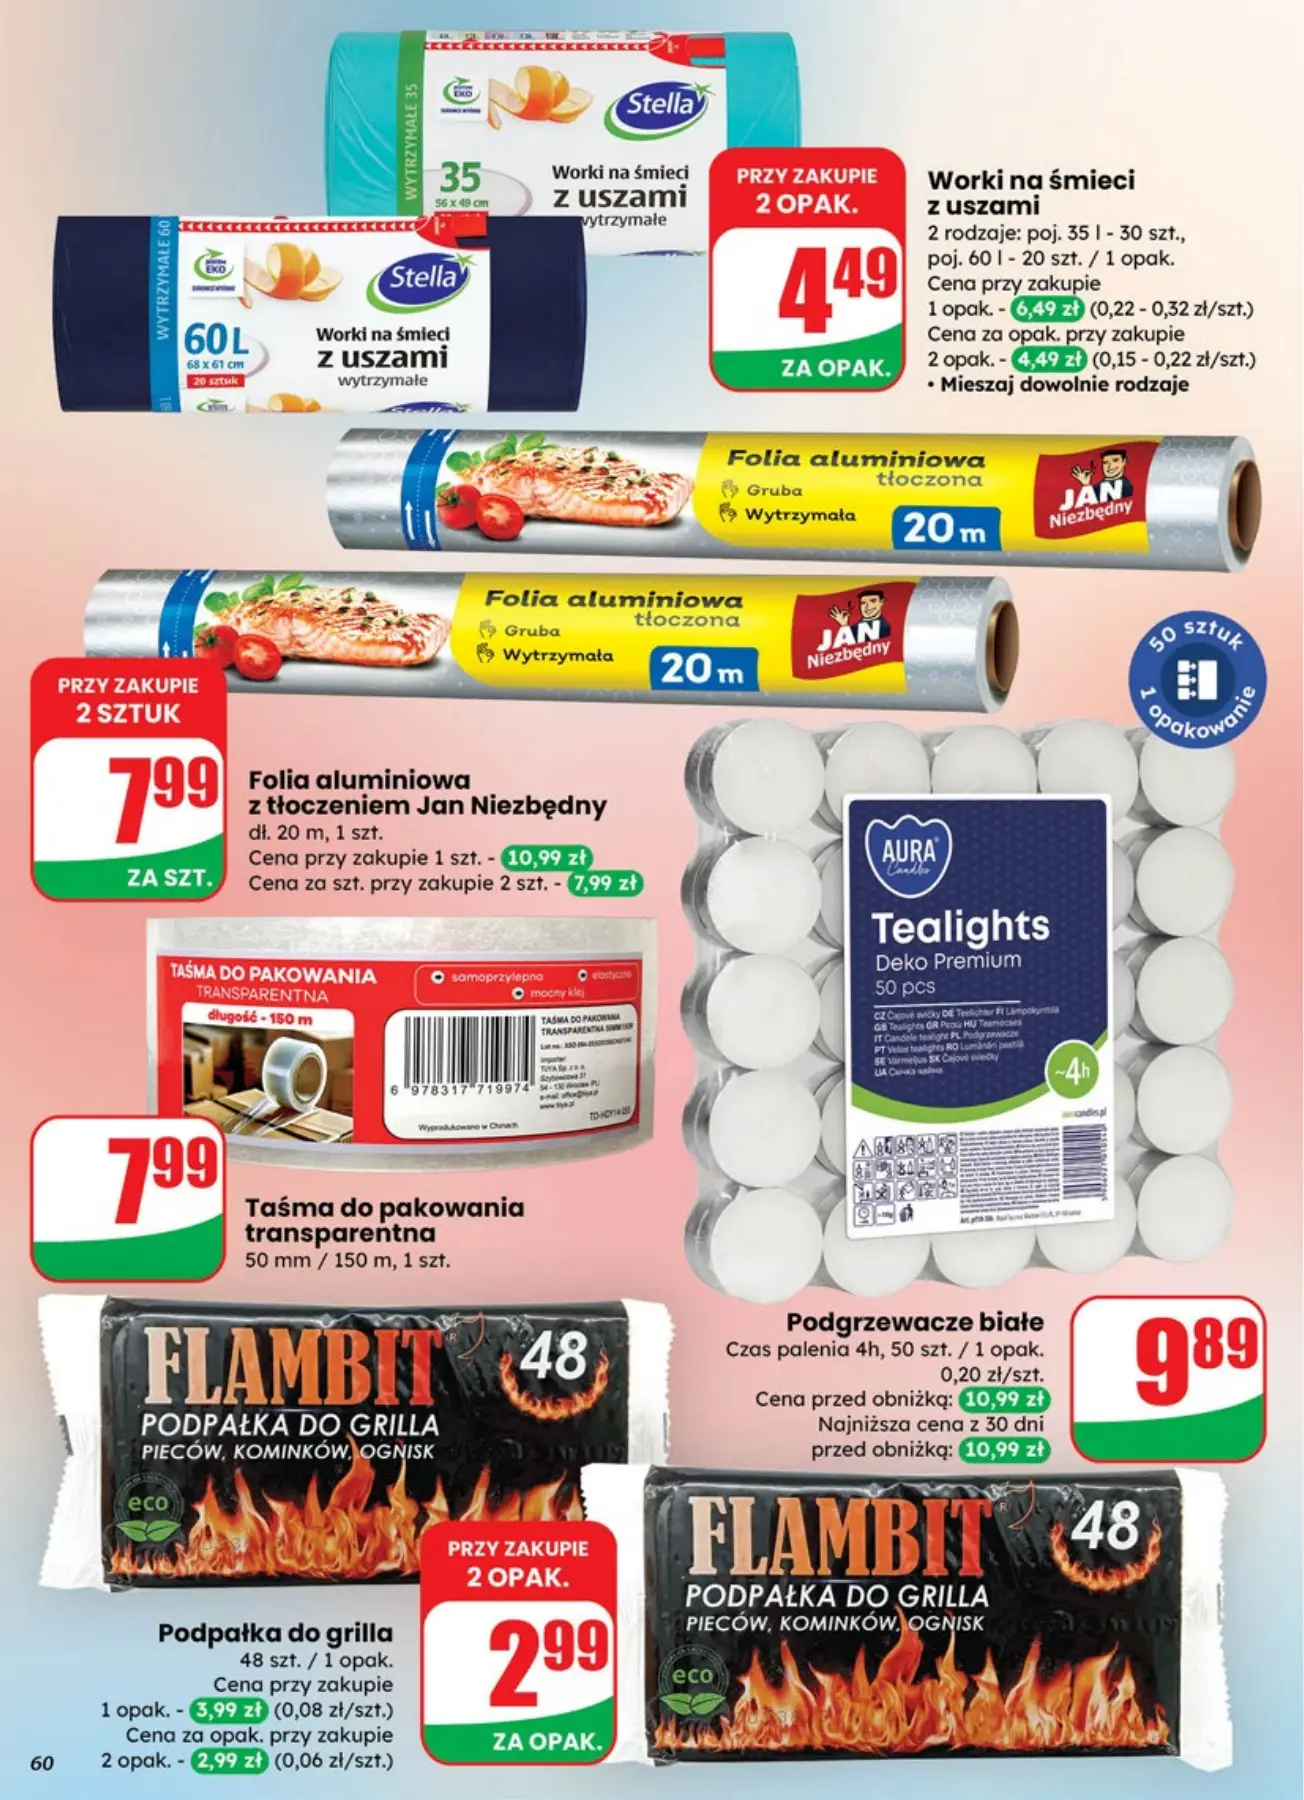 WYTRZYMAŁE 35
Stella
35
56 x 49 cm
Worki na śmieci
z uszami
wytrzymałe
WYTRZYMAŁE 60
SYSTEM
EKO
Stella
60 L
68 x 61 cm
20 sztuk
Worki na śmieci
z uszami
wytrzymałe
PRZY ZAKUPIE
2 OPAK.
4 49
ZA OPAK.
Worki na śmieci
z uszami
2 rodzaje: poj. 35 l - 30 szt.,
poj. 60 l - 20 szt. / 1 opak.
Cena przy zakupie
1 opak. - 6,49 zł (0,22 - 0,32 zł/szt.)
Cena za opak. przy zakupie
2 opak. - 4,49 zł (0,15 - 0,22 zł/szt.)
• Mieszaj dowolnie rodzaje
Folia aluminiowa
tłoczona
Gruba
Wytrzymała
20 m
JAN
Niezbędny
Folia aluminiowa
tłoczona
Gruba
Wytrzymała
20 m
JAN
Niezbędny
PRZY ZAKUPIE
2 SZTUK
7 99
ZA SZT.
Folia aluminiowa
z tłoczeniem Jan Niezbędny
dł. 20 m, 1 szt.
Cena przy zakupie 1 szt. - 10,99 zł
Cena za szt. przy zakupie 2 szt. - 7,99 zł
50 sztuk
1 opakowanie
AURA
Candles
Tealights
Deko Premium
50 pcs
~4h
TAŚMA DO PAKOWANIA
TRANSPARENTNA
długość - 150 m
samoprzylepna
elastyczna
mocny klej
TAŚMA DO PAKOWANIA
6 978317 719974
Wyprodukowano w Chinach.
7 99
Taśma do pakowania
transparentna
50 mm / 150 m, 1 szt.
Podgrzewacze białe
Czas palenia 4h, 50 szt. / 1 opak.
0,20 zł/szt.
Cena przed obniżką: 10,99 zł
Najniższa cena z 30 dni
przed obniżką: 10,99 zł
9 89
FLAMBIT
48
PODPAŁKA DO GRILLA
PIECÓW, KOMINKÓW, OGNISK
eco
FLAMBIT
48
PODPAŁKA DO GRILLA
PIECÓW, KOMINKÓW, OGNISK
eco
PRZY ZAKUPIE
2 OPAK.
2 99
ZA OPAK.
Podpałka do grilla
48 szt. / 1 opak.
Cena przy zakupie
1 opak. - 3,99 zł (0,08 zł/szt.)
Cena za opak. przy zakupie
2 opak. - 2,99 zł (0,06 zł/szt.)
60